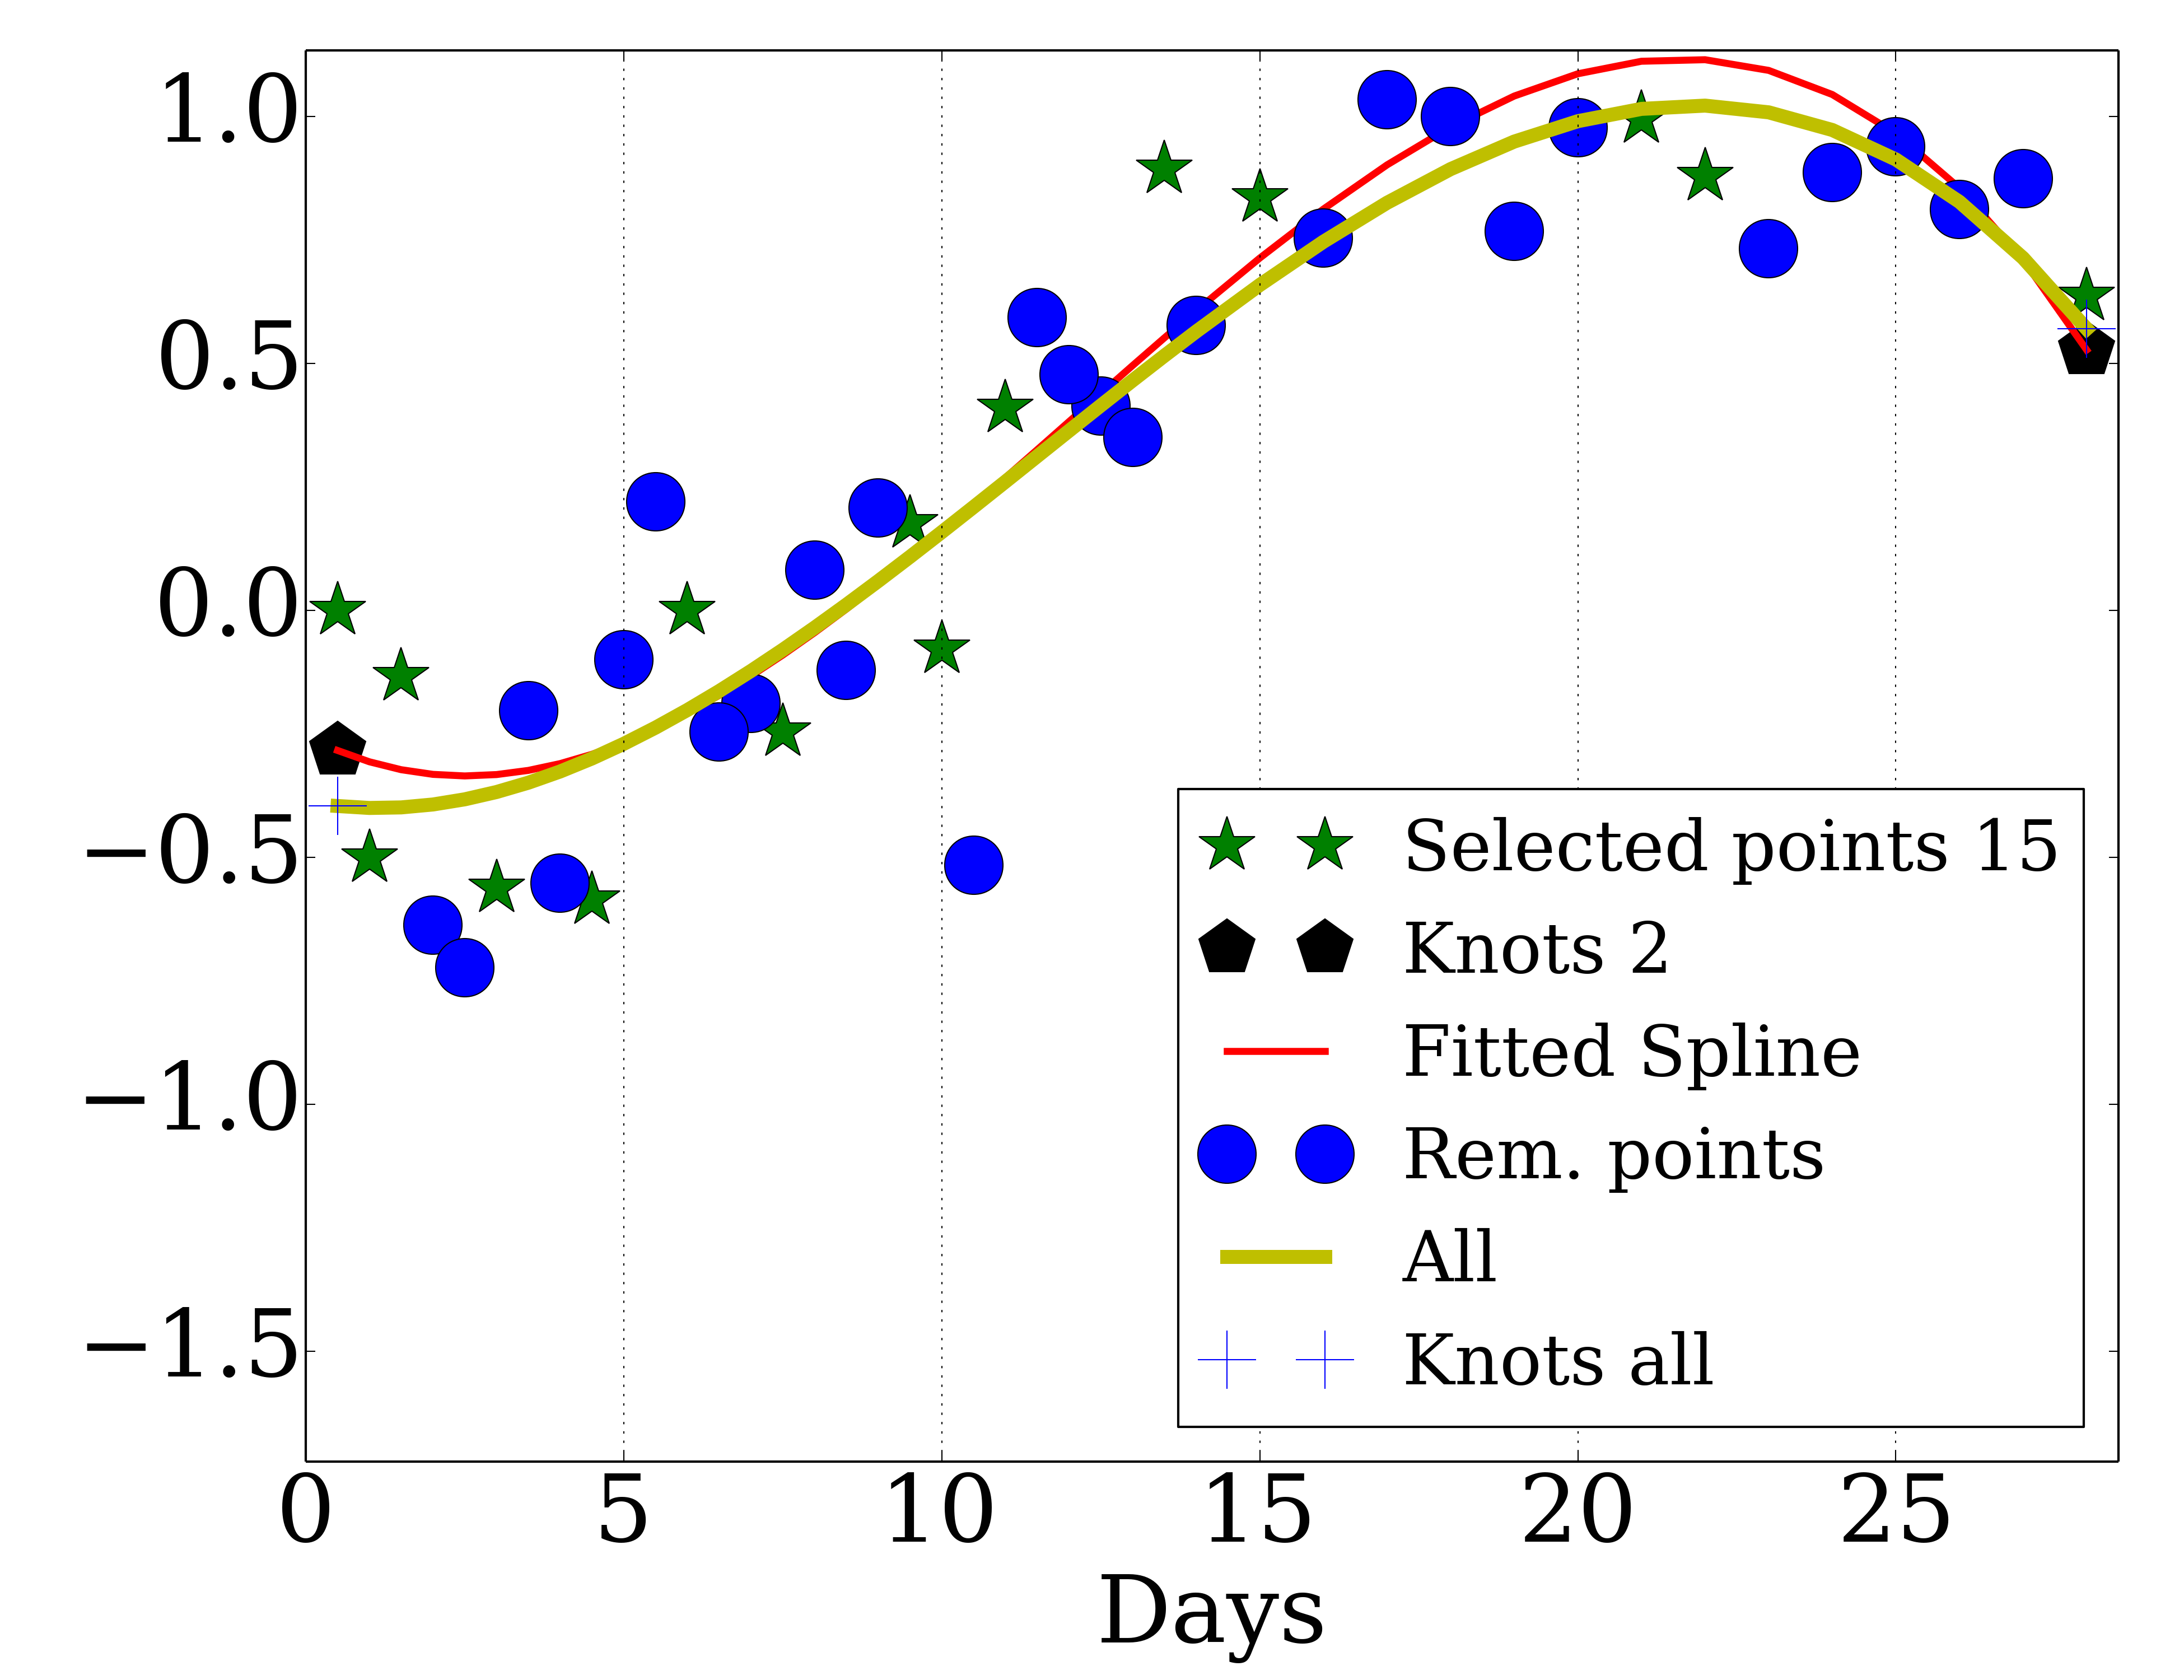 1.0
0.5
0.0
−0.5
−1.0
−1.5
Selected points 15
Knots 2
Fitted Spline
Rem. points
All
Knots all
0 5 10 15 20 25
Days